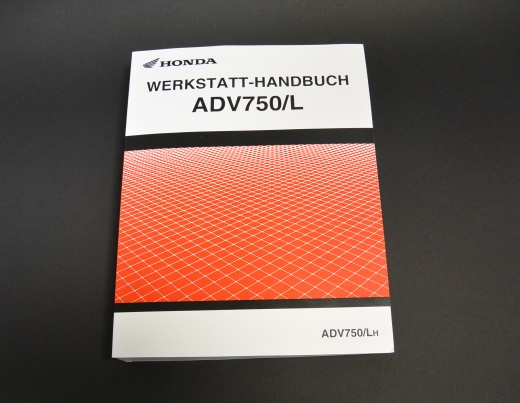 HONDA
WERKSTATT-HANDBUCH
ADV750/L
ADV750/LH